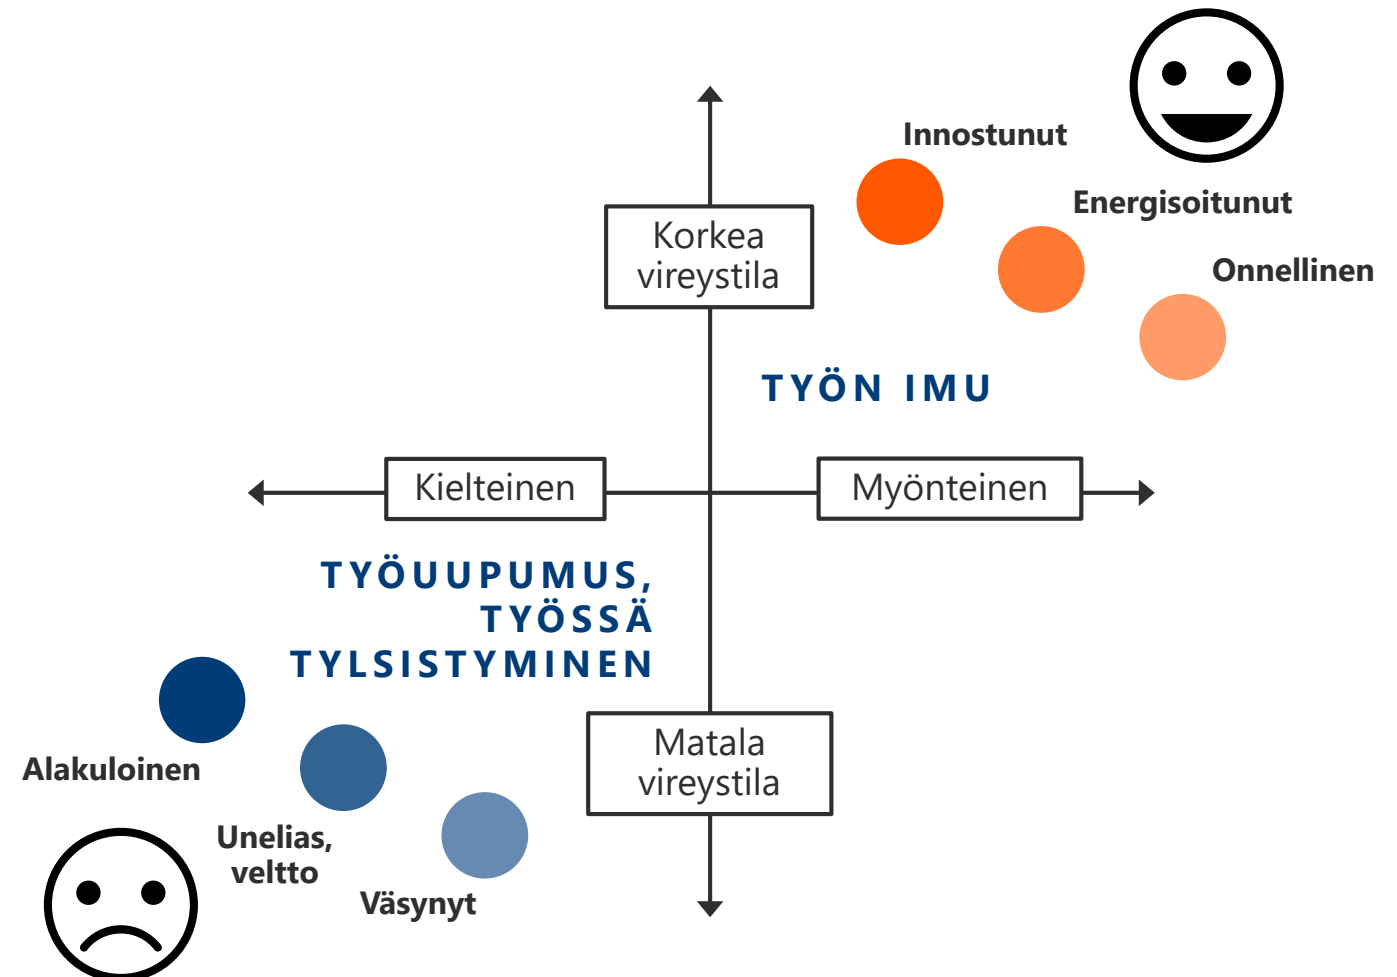 Innostunut
Energisoitunut
Korkea
vireystila
Onnellinen
TYÖN IMU
Kielteinen
Myönteinen
TYÖUUPUMUS,
TYÖSSÄ
TYLSISTYMINEN
Matala
vireystila
Alakuloinen
Unelias,
veltto
Väsynyt